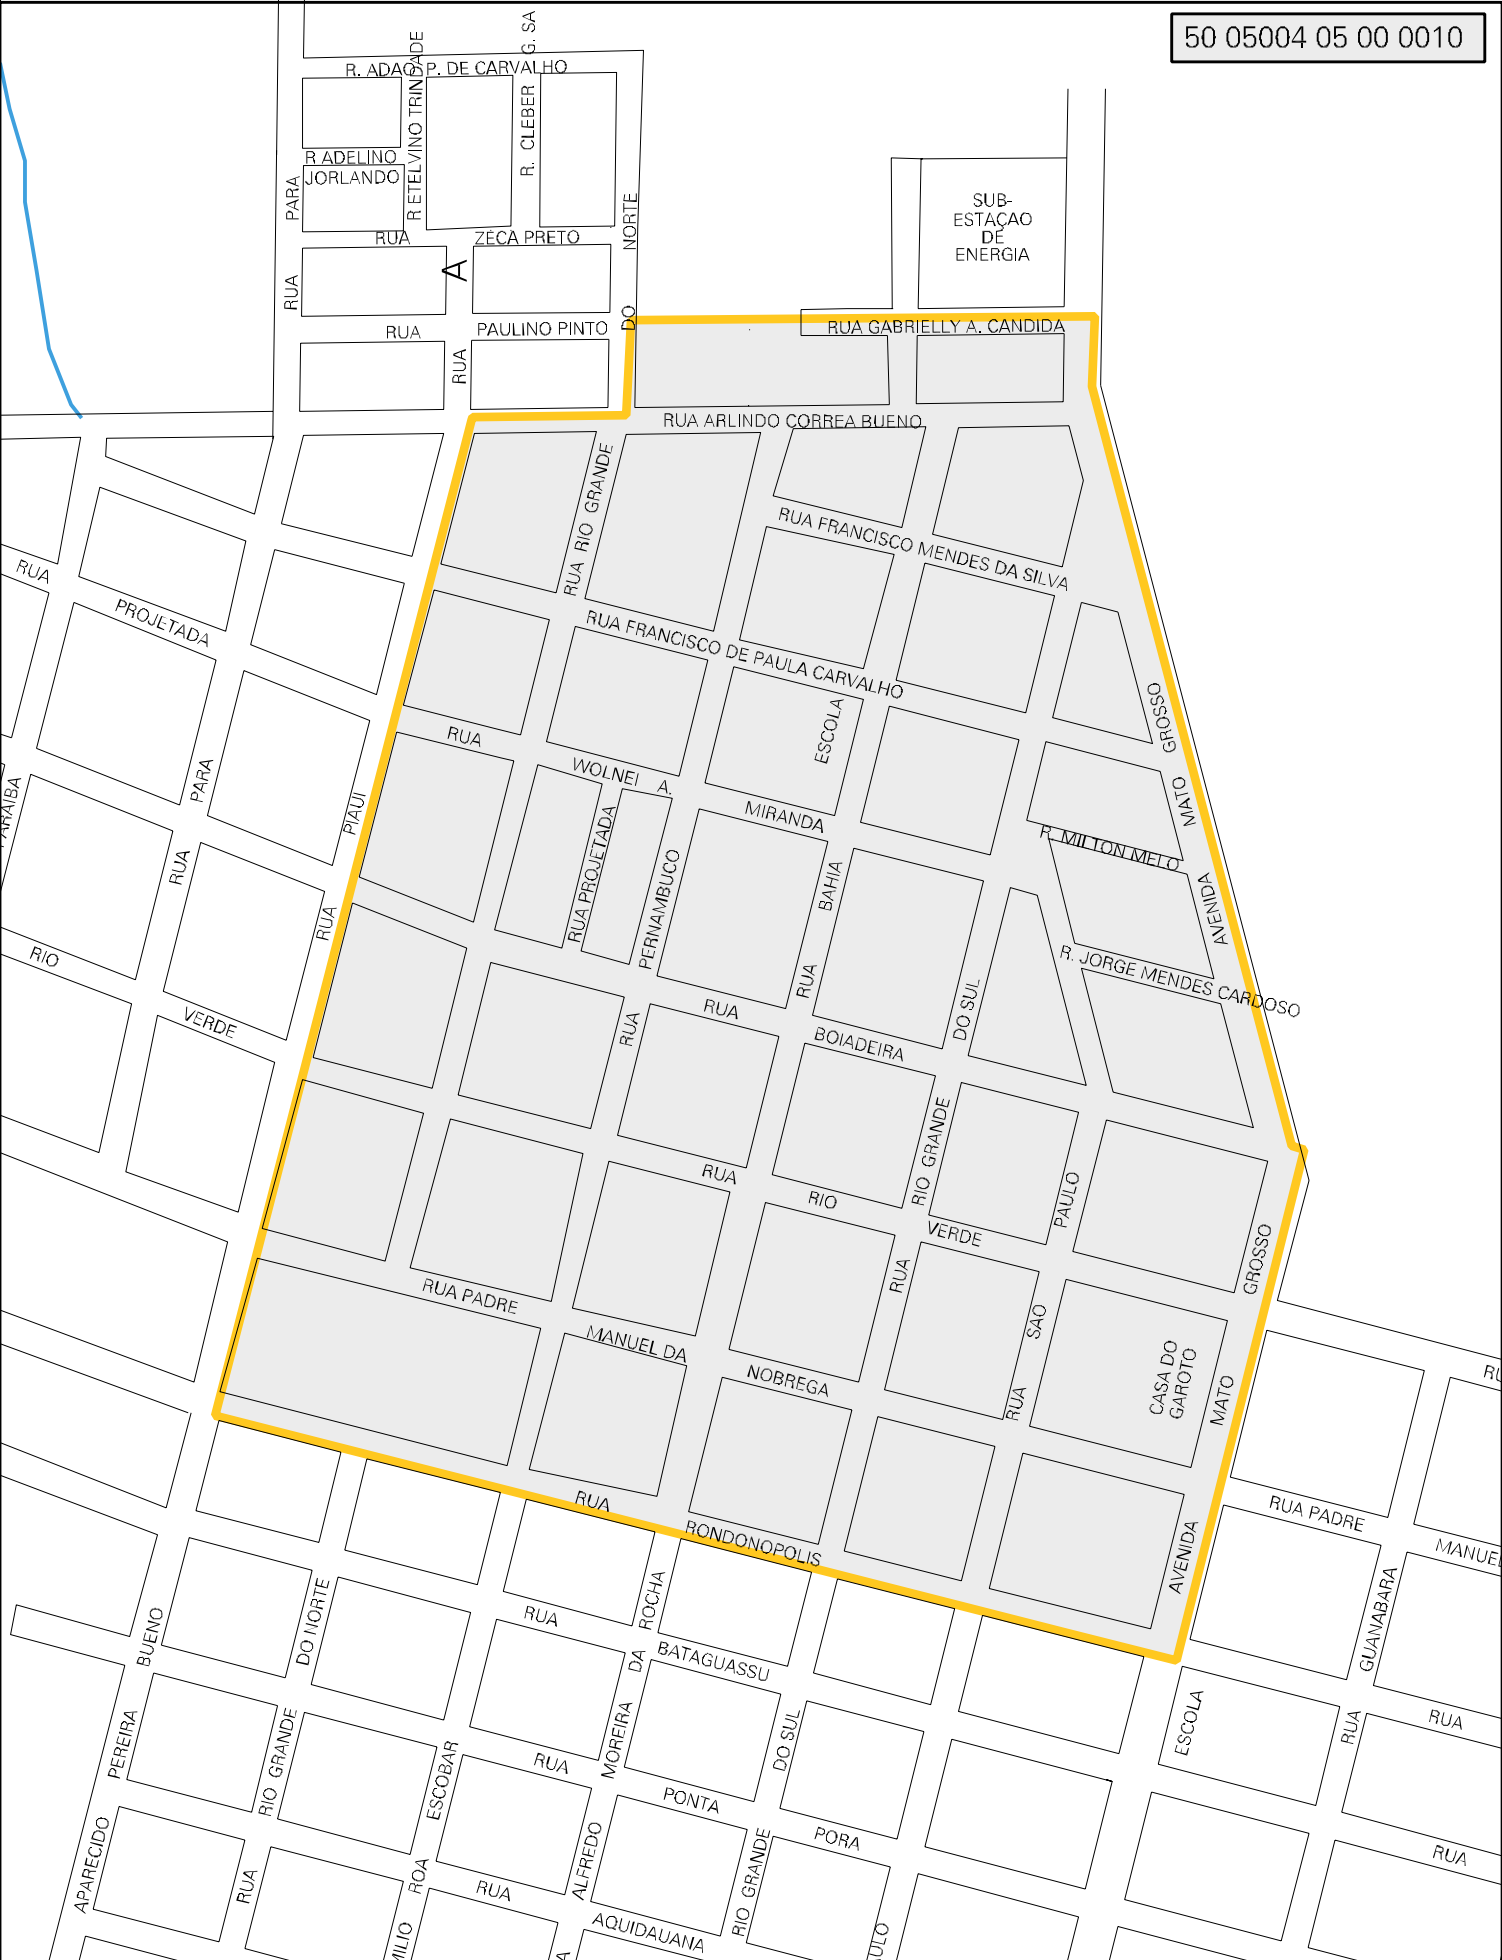 50 05004 05 00 0010
R. ADAO P. DE CARVALHO
R ETELVINO TRINDADE
R. CLEBER G. SA
R ADELINO
JORLANDO
RUA PARA
RUA ZECA PRETO
A
RUA PAULINO PINTO
RUA
DO NORTE
SUB-
ESTAÇAO
DE
ENERGIA
RUA GABRIELLY A. CANDIDA
RUA ARLINDO CORREA BUENO
RUA RIO GRANDE
RUA FRANCISCO MENDES DA SILVA
RUA PROJETADA
RUA FRANCISCO DE PAULA CARVALHO
ESCOLA
RUA WOLNEI A. MIRANDA
AVENIDA MATO GROSSO
RUA PARA
RUA PIAUI
RUA PROJETADA
RUA PERNAMBUCO
RUA BAHIA
R. MILTON MELO
R. JORGE MENDES CARDOSO
RIO VERDE
RUA BOIADEIRA
RUA RIO GRANDE DO SUL
RUA RIO VERDE
RUA SAO PAULO
RUA PADRE MANUEL DA NOBREGA
CASA DO
GAROTO
AVENIDA MATO GROSSO
RUA RONDONOPOLIS
RUA PADRE MANUEL
RUA BATAGUASSU
APARECIDO PEREIRA BUENO
RUA RIO GRANDE DO NORTE
ROA ESCOBAR
ALFREDO MOREIRA DA ROCHA
RIO GRANDE DO SUL
ESCOLA
RUA GUANABARA
RUA
RUA PONTA PORA
RUA
RUA AQUIDAUANA